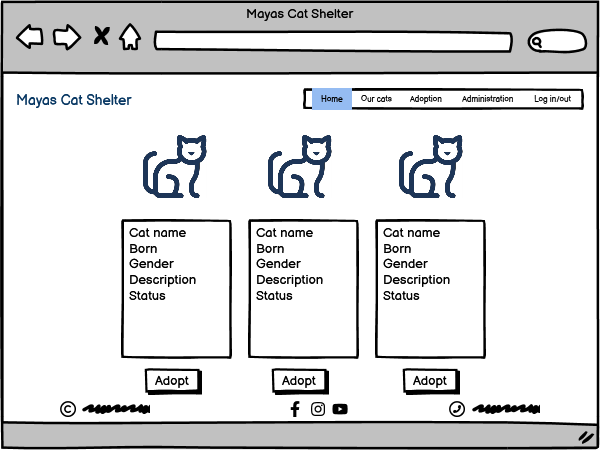 Mayas Cat Shelter
Mayas Cat Shelter
Home Our cats Adoption Administration Log in/out
Cat name
Born
Gender
Description
Status
Cat name
Born
Gender
Description
Status
Cat name
Born
Gender
Description
Status
Adopt Adopt Adopt